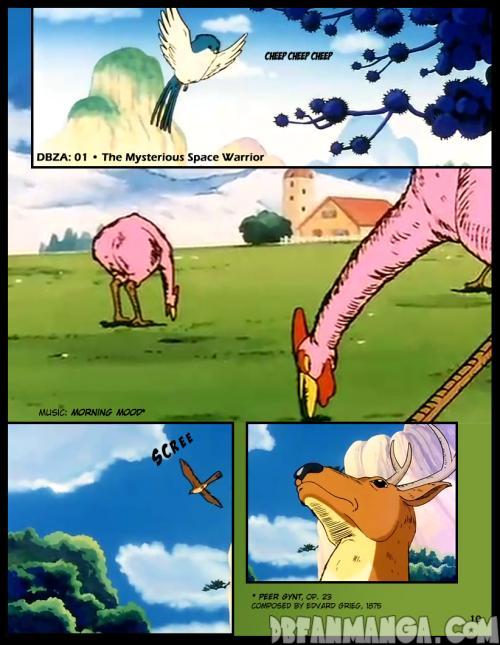 CHEEP CHEEP CHEEP
DBZA: 01 • The Mysterious Space Warrior
MUSIC: MORNING MOOD*
SCREE
* PEER GYNT, OP. 23
COMPOSED BY EDVARD GRIEG, 1875
DBFANMANGA.COM